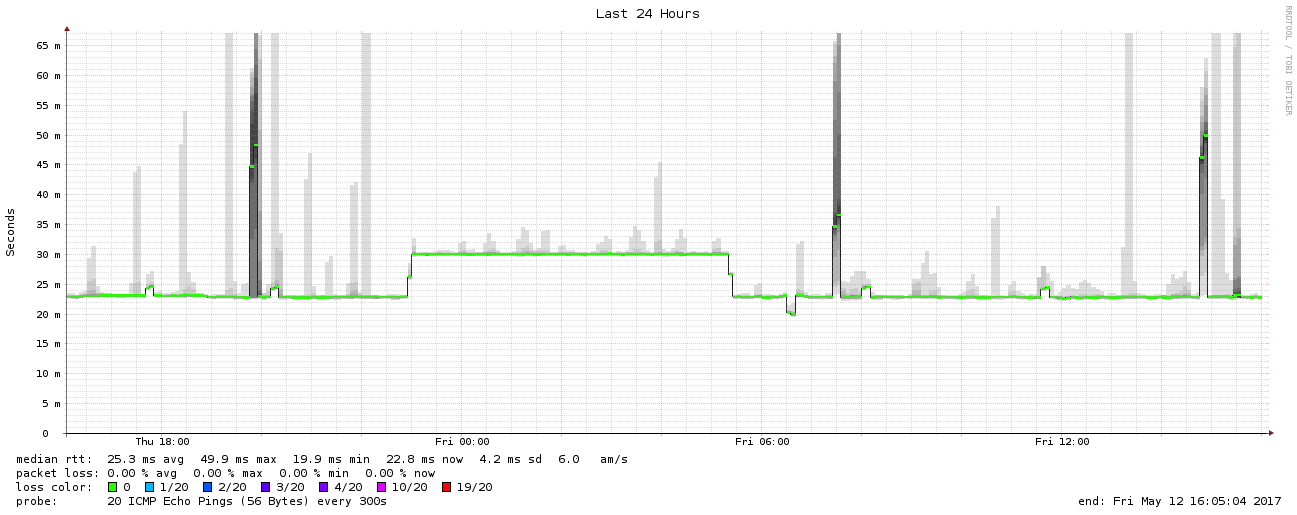 Last 24 Hours
RRDTOOL / TOBI OETIKER
Seconds
65 m
60 m
55 m
50 m
45 m
40 m
35 m
30 m
25 m
20 m
15 m
10 m
5 m
0
Thu 18:00 Fri 00:00 Fri 06:00 Fri 12:00
median rtt: 25.3 ms avg 49.9 ms max 19.9 ms min 22.8 ms now 4.2 ms sd 6.0 am/s
packet loss: 0.00 % avg 0.00 % max 0.00 % min 0.00 % now
loss color: 0 1/20 2/20 3/20 4/20 10/20 19/20
probe: 20 ICMP Echo Pings (56 Bytes) every 300s end: Fri May 12 16:05:04 2017